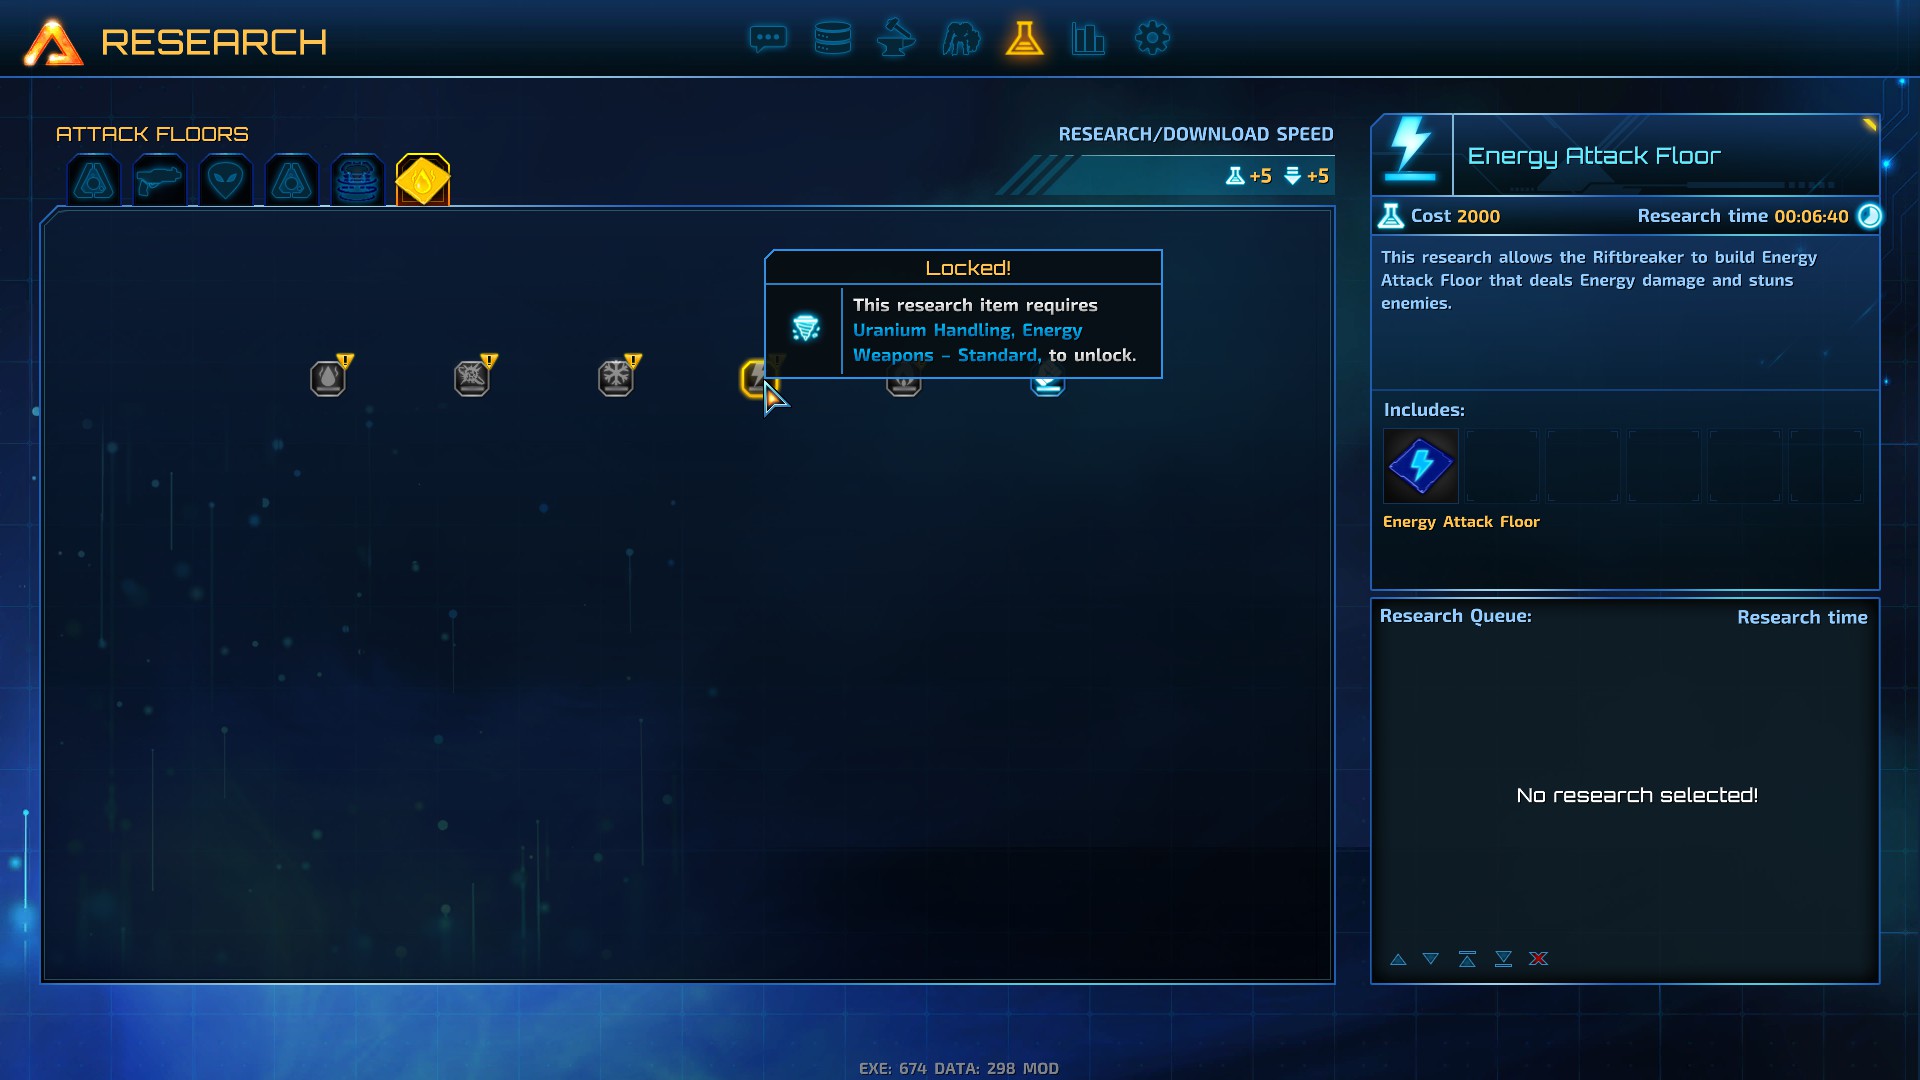 RESEARCH
ATTACK FLOORS
RESEARCH/DOWNLOAD SPEED
+5 +5
Locked!
This research item requires
Uranium Handling, Energy
Weapons – Standard, to unlock.
Energy Attack Floor
Cost 2000
Research time 00:06:40
This research allows the Riftbreaker to build Energy
Attack Floor that deals Energy damage and stuns
enemies.
Includes:
Energy Attack Floor
Research Queue:
Research time
No research selected!
EXE: 674 DATA: 298 MOD